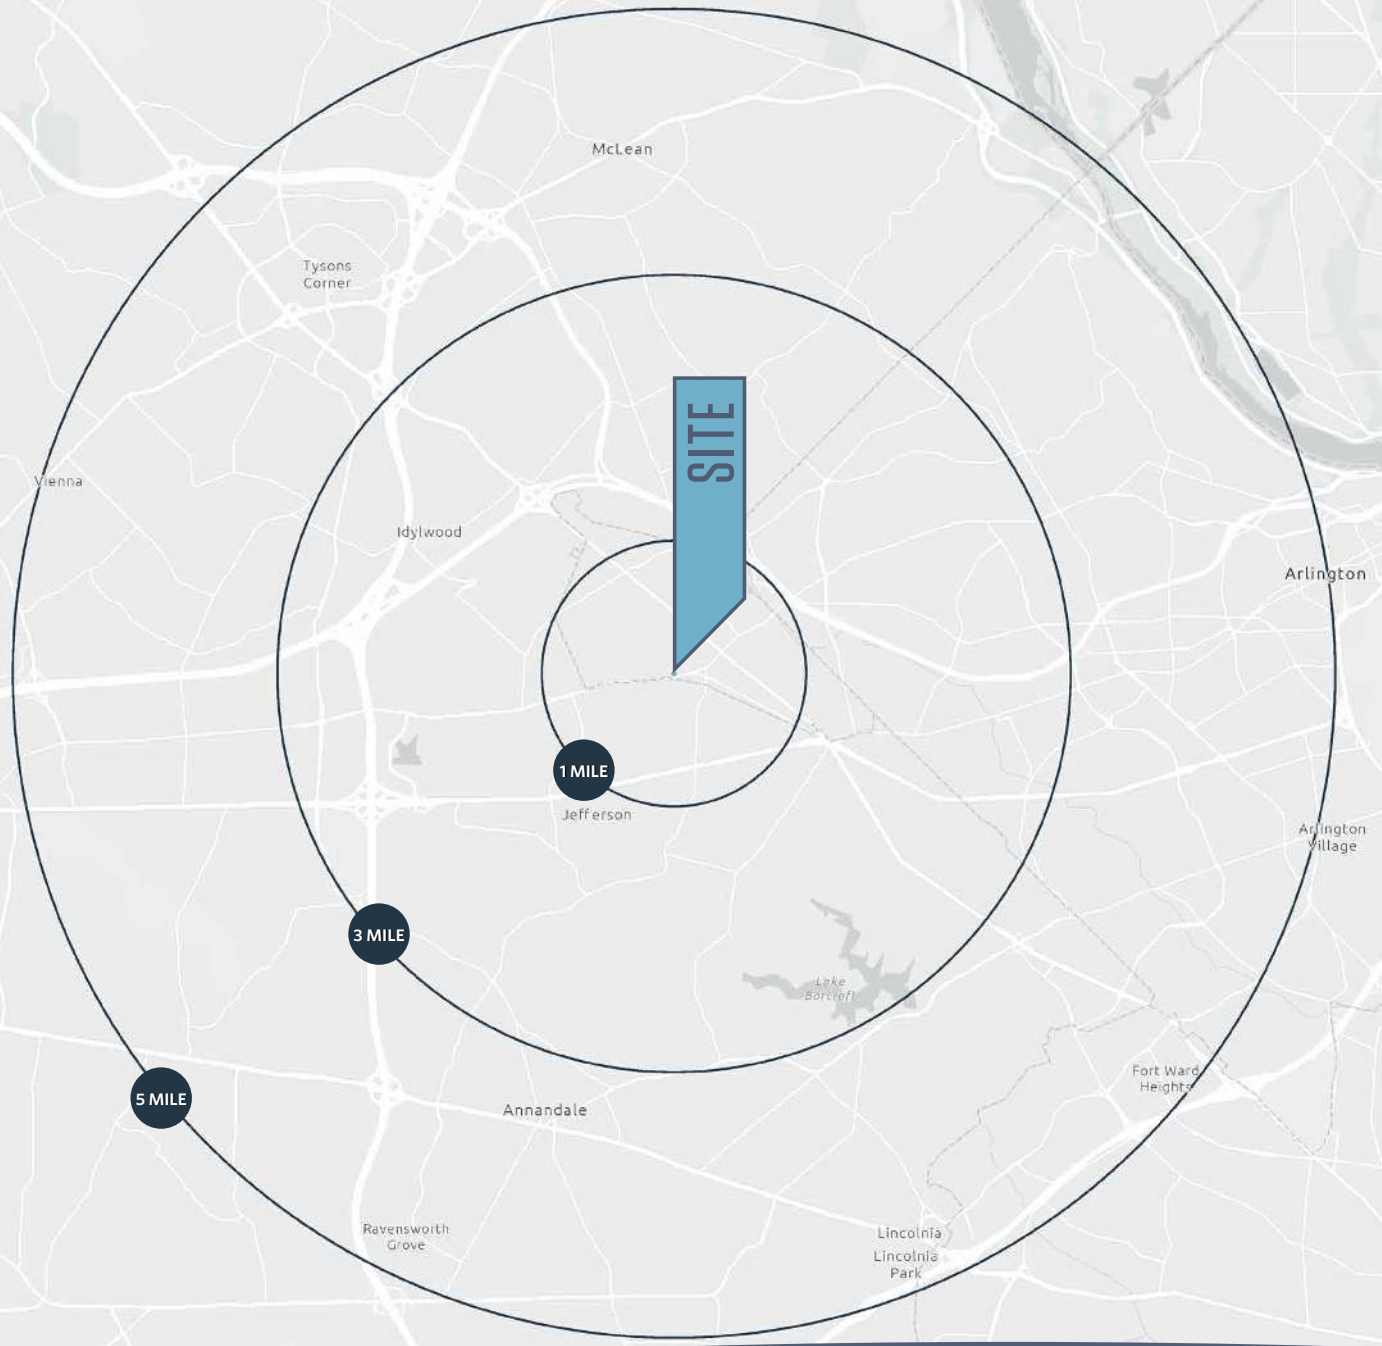 McLean
Tysons
Corner
SITE
Vienna
Idylwood
Arlington
1 MILE
Jefferson
Arlington
Village
3 MILE
Lake
Barcroft
Fort Ward
Heights
5 MILE
Annandale
Ravensworth
Grove
Lincolnia
Lincolnia
Park